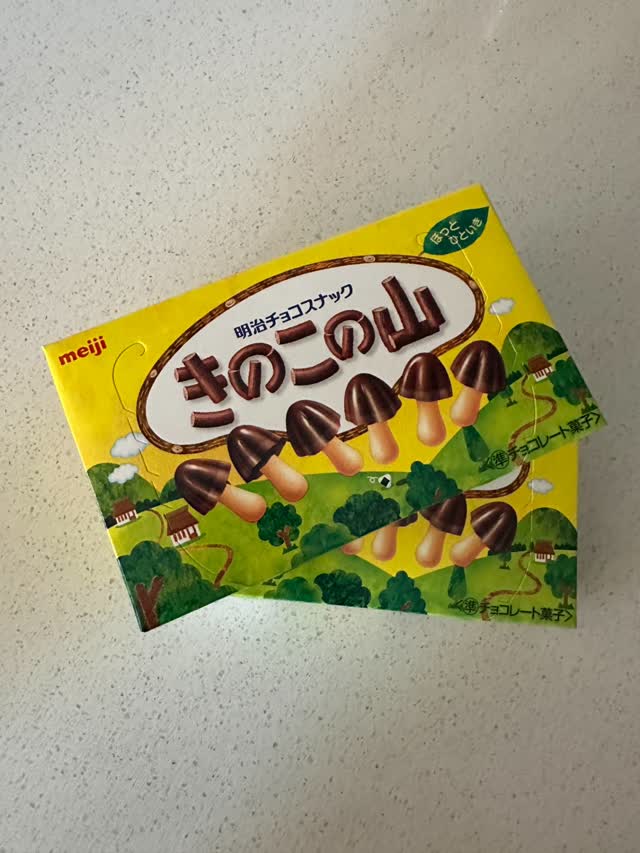 ほっと
ひといき
明治チョコスナック
meiji
きのこの山
<準チョコレート菓子>
<準チョコレート菓子>